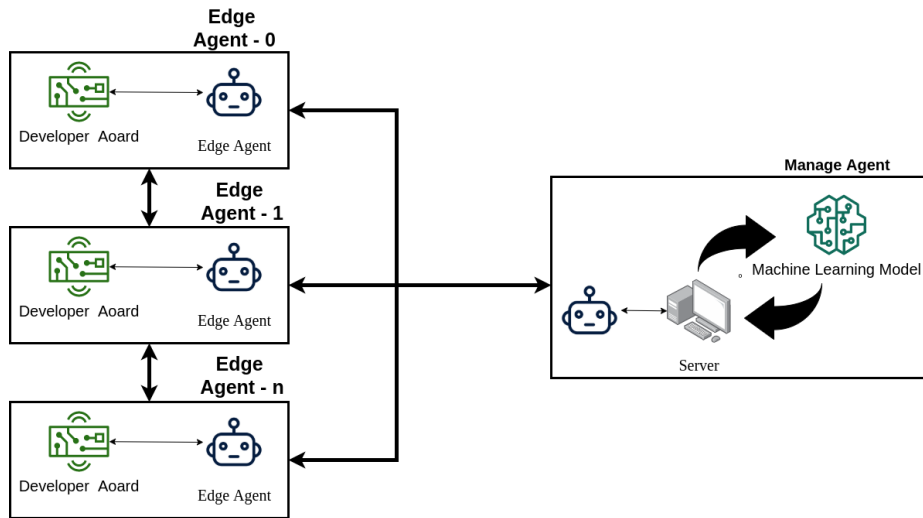 Edge
Agent - 0
Developer Aoard
Edge Agent
Edge
Agent - 1
Developer Aoard
Edge Agent
Edge
Agent - n
Developer Aoard
Edge Agent
Manage Agent
Machine Learning Model
Server